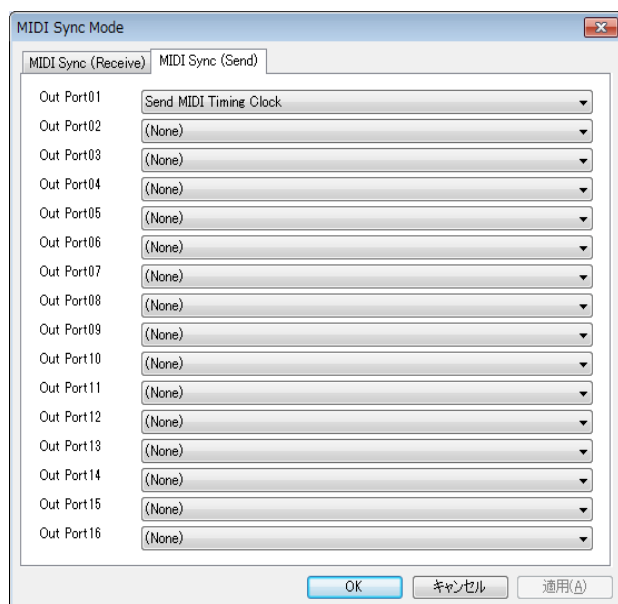 MIDI Sync Mode
MIDI Sync (Receive) MIDI Sync (Send)
Out Port01 Send MIDI Timing Clock
Out Port02 (None)
Out Port03 (None)
Out Port04 (None)
Out Port05 (None)
Out Port06 (None)
Out Port07 (None)
Out Port08 (None)
Out Port09 (None)
Out Port10 (None)
Out Port11 (None)
Out Port12 (None)
Out Port13 (None)
Out Port14 (None)
Out Port15 (None)
Out Port16 (None)
OK キャンセル 適用(A)